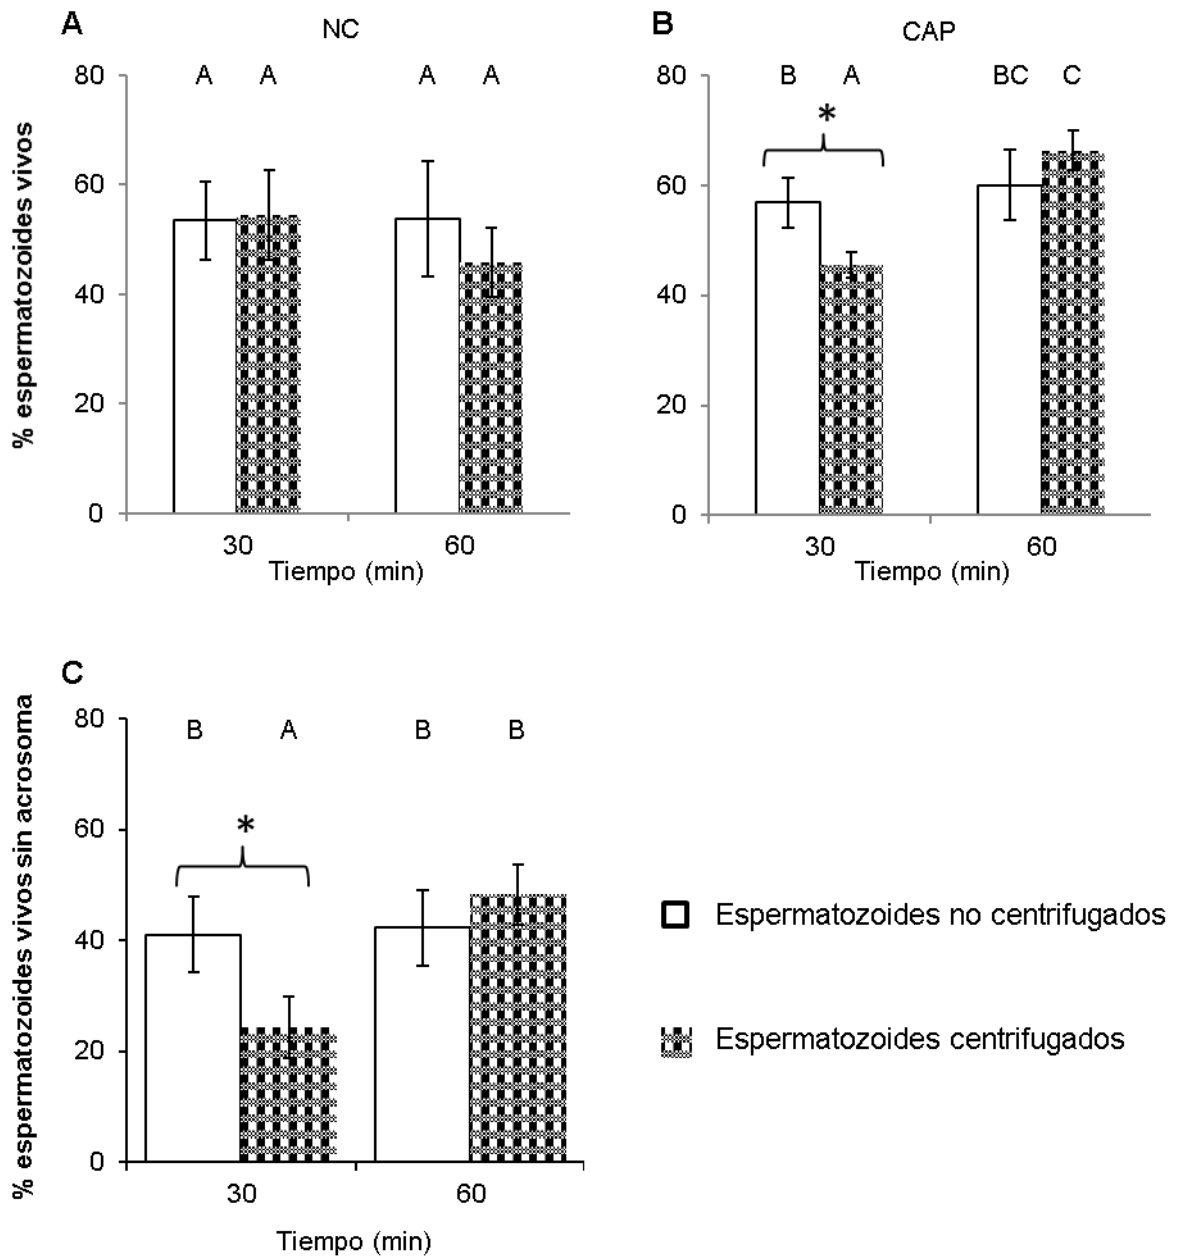 A
NC
80
A A A A
60
40
20
0
% espermatozoides vivos
30 60
Tiempo (min)
B
CAP
80
B A BC C
*
60
40
20
0
30 60
Tiempo (min)
C
80
B A B B
60
*
40
20
0
% espermatozoides vivos sin acrosoma
30 60
Tiempo (min)
Espermatozoides no centrifugados
Espermatozoides centrifugados